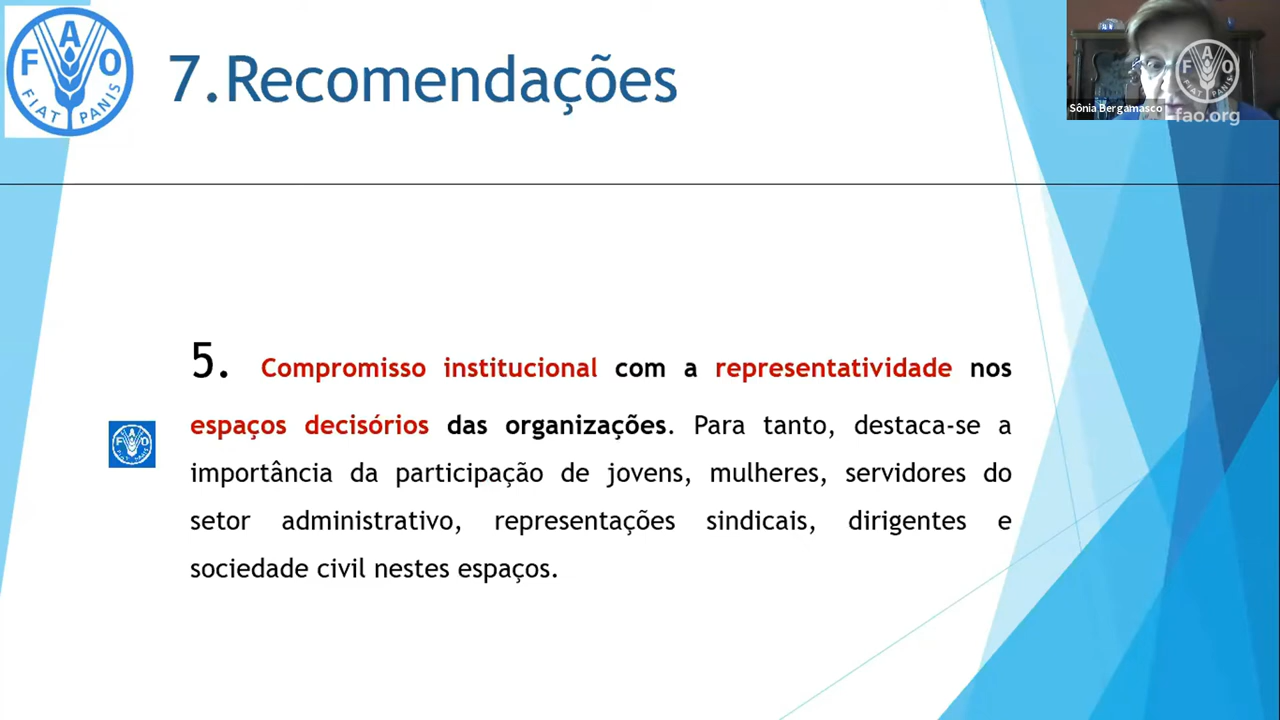 F A O
FIAT PANIS
7.Recomendações
Sônia Bergamasco
F A O
FIAT PANIS
fao.org
5. Compromisso institucional com a representatividade nos
espaços decisórios das organizações. Para tanto, destaca-se a
importância da participação de jovens, mulheres, servidores do
setor administrativo, representações sindicais, dirigentes e
sociedade civil nestes espaços.
F A O